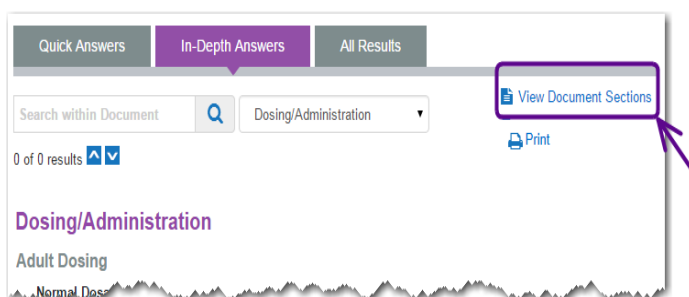 Quick Answers In-Depth Answers All Results
View Document Sections
Search within Document Dosing/Administration
Print
0 of 0 results
Dosing/Administration
Adult Dosing
Normal